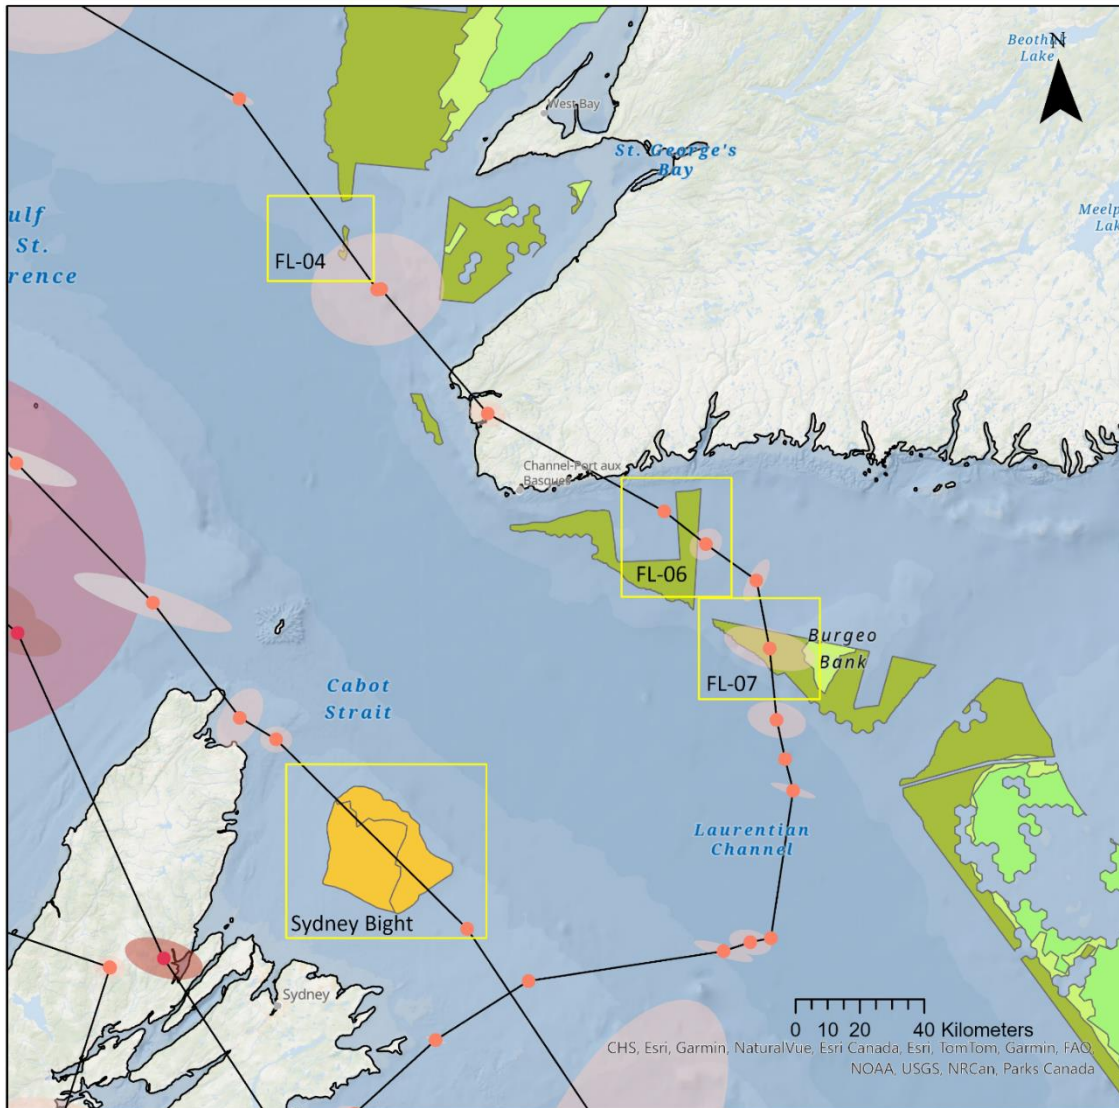 Beothuk
Lake
N
West Bay
St. George's
Bay
Meelp
Lak
ulf
St.
rence
FL-04
Channel-Port aux
Basques
FL-06
Burgeo
Bank
FL-07
Cabot
Strait
Laurentian
Channel
Sydney Bight
Sydney
0 10 20 40 Kilometers
CHS, Esri, Garmin, NaturalVue, Esri Canada, Esri, TomTom, Garmin, FAO,
NOAA, USGS, NRCan, Parks Canada